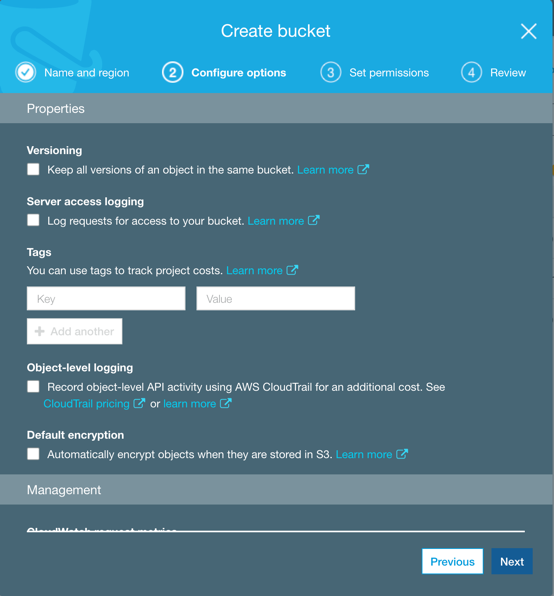 Create bucket
Name and region
2 Configure options
3 Set permissions
4 Review
Properties
Versioning
Keep all versions of an object in the same bucket. Learn more
Server access logging
Log requests for access to your bucket. Learn more
Tags
You can use tags to track project costs. Learn more
Key
Value
+ Add another
Object-level logging
Record object-level API activity using AWS CloudTrail for an additional cost. See
CloudTrail pricing or learn more
Default encryption
Automatically encrypt objects when they are stored in S3. Learn more
Management
CloudWatch request metrics
Previous
Next